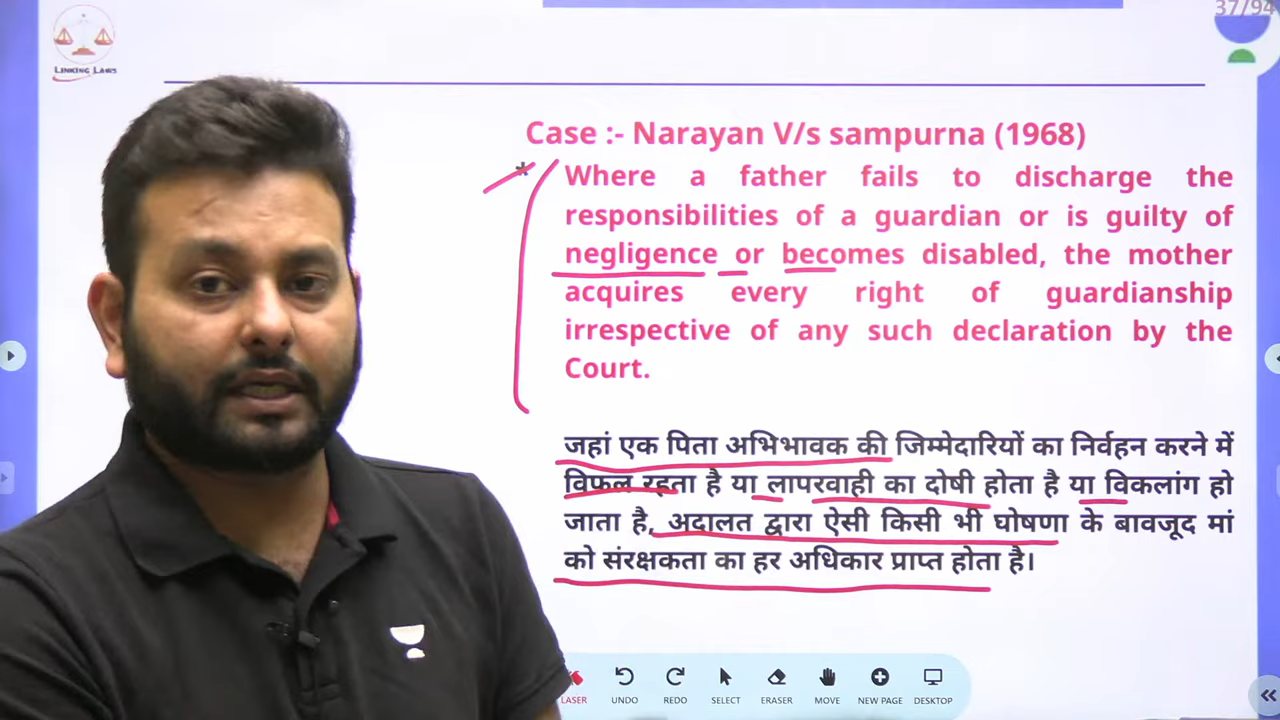 37/94
LINKING LAWS
Case :- Narayan V/s sampurna (1968)
* Where a father fails to discharge the
responsibilities of a guardian or is guilty of
negligence or becomes disabled, the mother
acquires every right of guardianship
irrespective of any such declaration by the
Court.
जहां एक पिता अभिभावक की जिम्मेदारियों का निर्वहन करने में
विफल रहता है या लापरवाही का दोषी होता है या विकलांग हो
जाता है, अदालत द्वारा ऐसी किसी भी घोषणा के बावजूद मां
को संरक्षकता का हर अधिकार प्राप्त होता है।
LASER UNDO REDO SELECT ERASER MOVE NEW PAGE DESKTOP